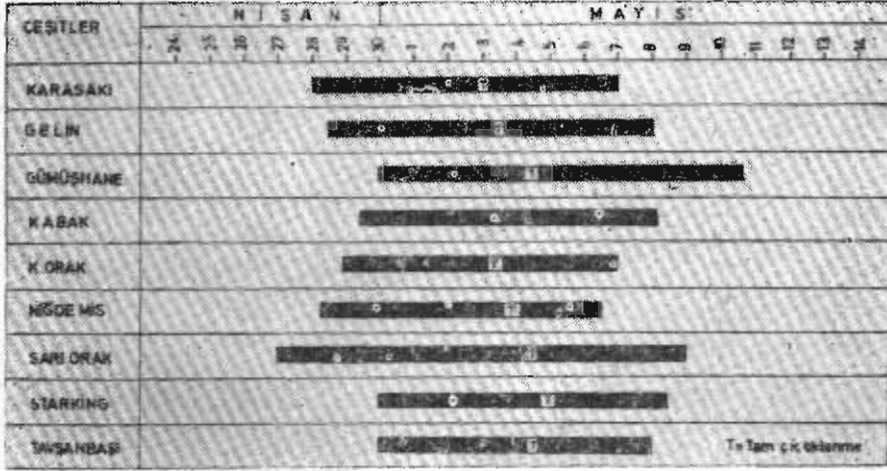 ÇEŞİTLER
N İ S A N
M A Y I S
24 25 26 27 28 29 30 1 2 3 4 5 6 7 8 9 10 11 12 13 14
KARASAKI
GELİN
GÜMÜŞHANE
KABAK
K.ORAK
NİĞDE MİS
SARI ORAK
STARKING
TAVŞANBAŞI
T=Tam çiçeklenme